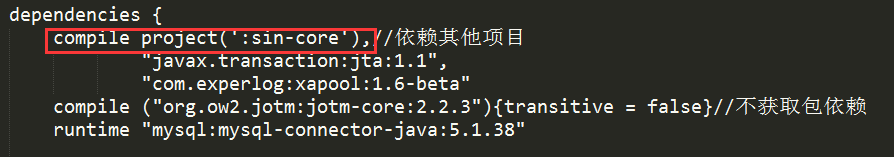 dependencies {
    compile project(':sin-core'),//依赖其他项目
            "javax.transaction:jta:1.1",
            "com.experlog:xapool:1.6-beta"
    compile ("org.ow2.jotm:jotm-core:2.2.3"){transitive = false}//不获取包依赖
    runtime "mysql:mysql-connector-java:5.1.38"